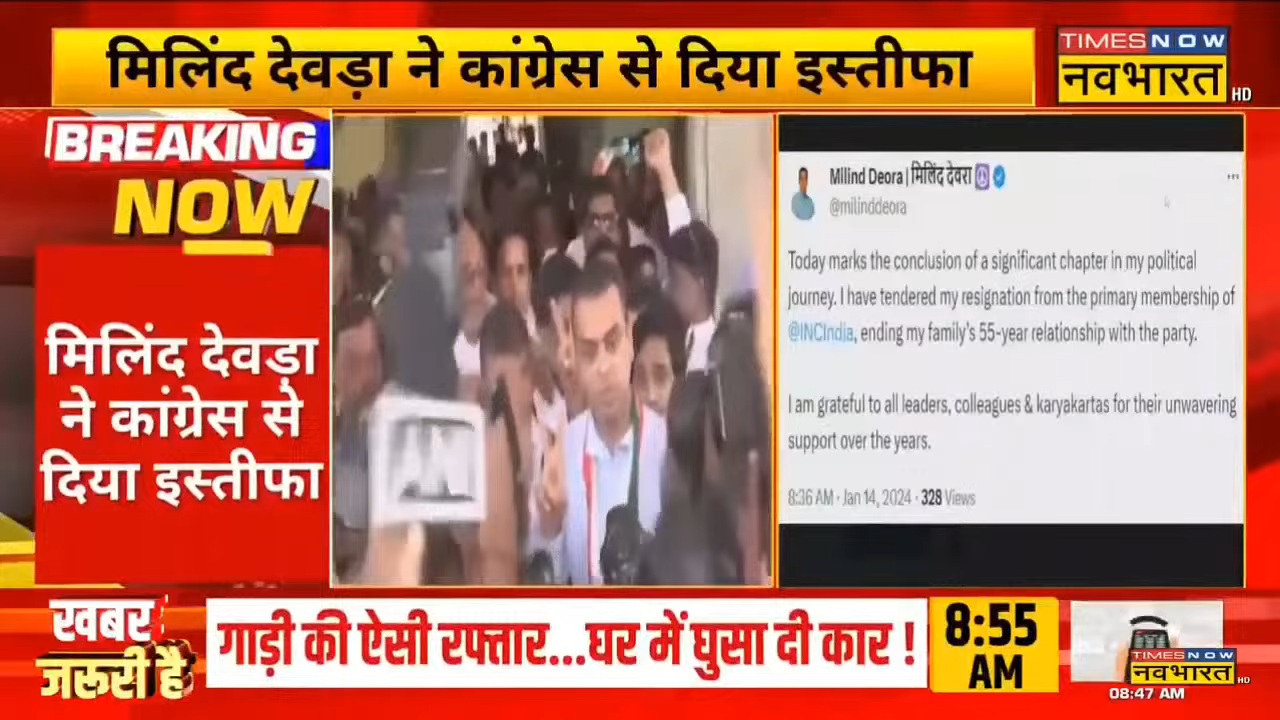 मिलिंद देवड़ा ने कांग्रेस से दिया इस्तीफा
TIMES NOW
नवभारत
HD
BREAKING
NOW
मिलिंद देवड़ा
ने कांग्रेस से
दिया इस्तीफा
Milind Deora | मिलिंद देवरा
@milinddeora
Today marks the conclusion of a significant chapter in my political
journey. I have tendered my resignation from the primary membership of
@INCIndia, ending my family's 55-year relationship with the party.
I am grateful to all leaders, colleagues & karyakartas for their unwavering
support over the years.
8:36 AM · Jan 14, 2024 · 328 Views
खबर
जरूरी है
गाड़ी की ऐसी रफ्तार...घर में घुसा दी कार !
8:55
AM
TIMES NOW
नवभारत
HD
08:47 AM